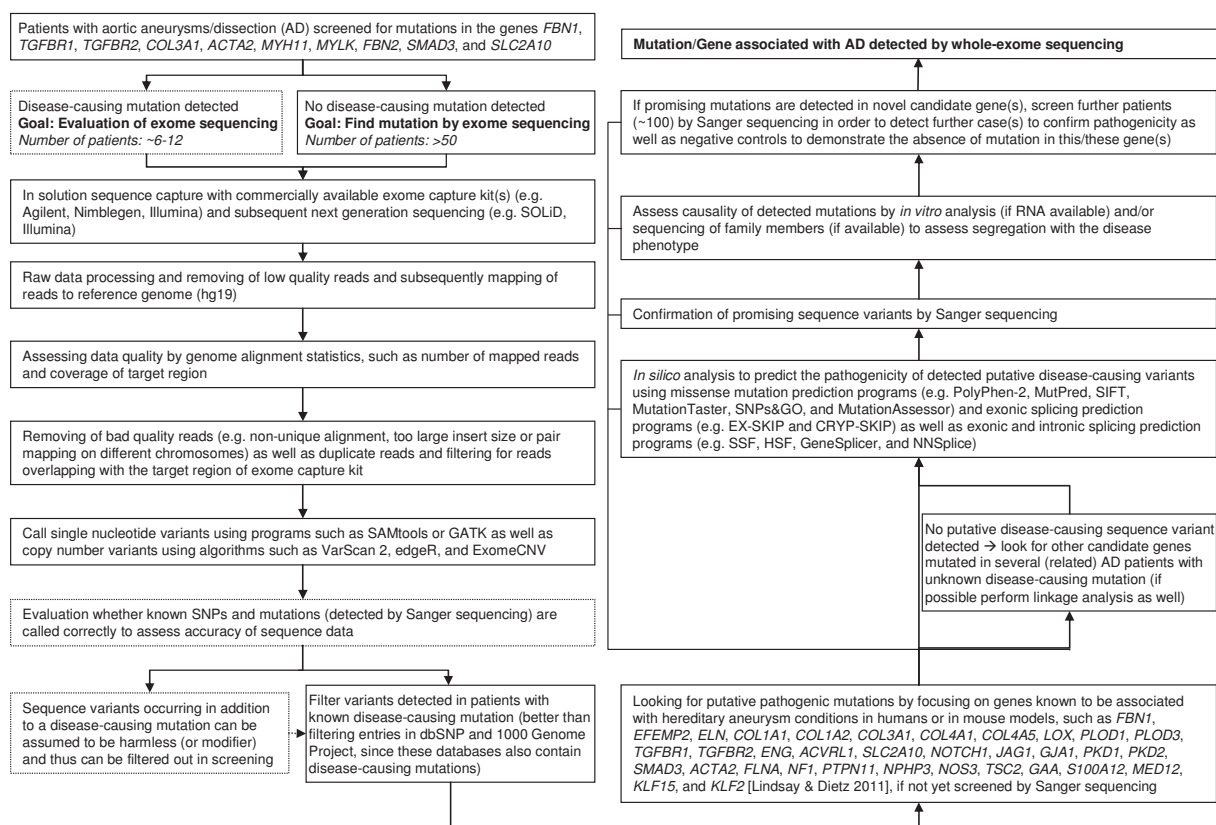 Patients with aortic aneurysms/dissection (AD) screened for mutations in the genes FBN1,
TGFBR1, TGFBR2, COL3A1, ACTA2, MYH11, MYLK, FBN2, SMAD3, and SLC2A10
Disease-causing mutation detected
Goal: Evaluation of exome sequencing
Number of patients: ~6-12
No disease-causing mutation detected
Goal: Find mutation by exome sequencing
Number of patients: >50
In solution sequence capture with commercially available exome capture kit(s) (e.g.
Agilent, Nimblegen, Illumina) and subsequent next generation sequencing (e.g. SOLiD,
Illumina)
Raw data processing and removing of low quality reads and subsequently mapping of
reads to reference genome (hg19)
Assessing data quality by genome alignment statistics, such as number of mapped reads
and coverage of target region
Removing of bad quality reads (e.g. non-unique alignment, too large insert size or pair
mapping on different chromosomes) as well as duplicate reads and filtering for reads
overlapping with the target region of exome capture kit
Call single nucleotide variants using programs such as SAMtools or GATK as well as
copy number variants using algorithms such as VarScan 2, edgeR, and ExomeCNV
Evaluation whether known SNPs and mutations (detected by Sanger sequencing) are
called correctly to assess accuracy of sequence data
Sequence variants occurring in addition
to a disease-causing mutation can be
assumed to be harmless (or modifier)
and thus can be filtered out in screening
Filter variants detected in patients with
known disease-causing mutation (better than
filtering entries in dbSNP and 1000 Genome
Project, since these databases also contain
disease-causing mutations)
Mutation/Gene associated with AD detected by whole-exome sequencing
If promising mutations are detected in novel candidate gene(s), screen further patients
(~100) by Sanger sequencing in order to detect further case(s) to confirm pathogenicity as
well as negative controls to demonstrate the absence of mutation in this/these gene(s)
Assess causality of detected mutations by in vitro analysis (if RNA available) and/or
sequencing of family members (if available) to assess segregation with the disease
phenotype
Confirmation of promising sequence variants by Sanger sequencing
In silico analysis to predict the pathogenicity of detected putative disease-causing variants
using missense mutation prediction programs (e.g. PolyPhen-2, MutPred, SIFT,
MutationTaster, SNPs&GO, and MutationAssessor) and exonic splicing prediction
programs (e.g. EX-SKIP and CRYP-SKIP) as well as exonic and intronic splicing prediction
programs (e.g. SSF, HSF, GeneSplicer, and NNSplice)
No putative disease-causing sequence variant
detected → look for other candidate genes
mutated in several (related) AD patients with
unknown disease-causing mutation (if
possible perform linkage analysis as well)
Looking for putative pathogenic mutations by focusing on genes known to be associated
with hereditary aneurysm conditions in humans or in mouse models, such as FBN1,
EFEMP2, ELN, COL1A1, COL1A2, COL3A1, COL4A1, COL4A5, LOX, PLOD1, PLOD3,
TGFBR1, TGFBR2, ENG, ACVRL1, SLC2A10, NOTCH1, JAG1, GJA1, PKD1, PKD2,
SMAD3, ACTA2, FLNA, NF1, PTPN11, NPHP3, NOS3, TSC2, GAA, S100A12, MED12,
KLF15, and KLF2 [Lindsay & Dietz 2011], if not yet screened by Sanger sequencing